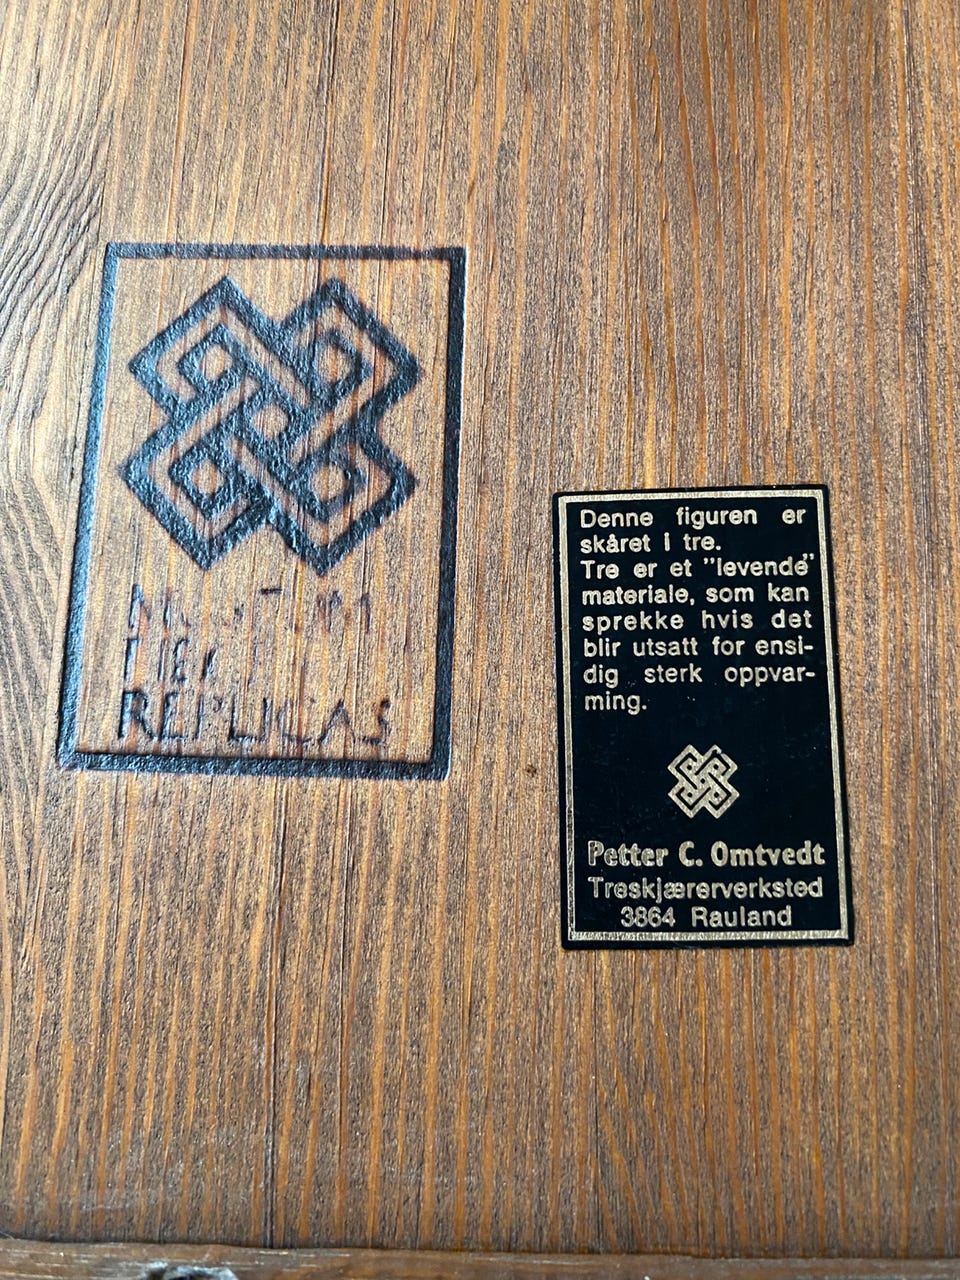 REPLICAS
Denne figuren er
skåret i tre.
Tre er et "levende"
materiale, som kan
sprekke hvis det
blir utsatt for ensi-
dig sterk oppvar-
ming.
Petter C. Omtvedt
Treskjærerverksted
3864 Rauland